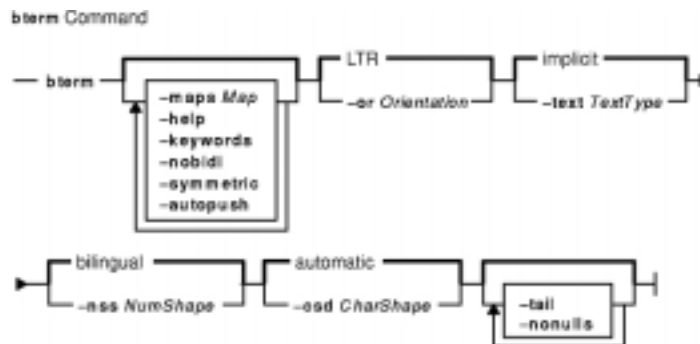 bterm Command
LTR implicit
bterm
-maps Map -or Orientation -text TextType
-help
-keywords
-nobidi
-symmetric
-autopush
bilingual automatic
-nss NumShape -csd CharShape -tail
-nonulls